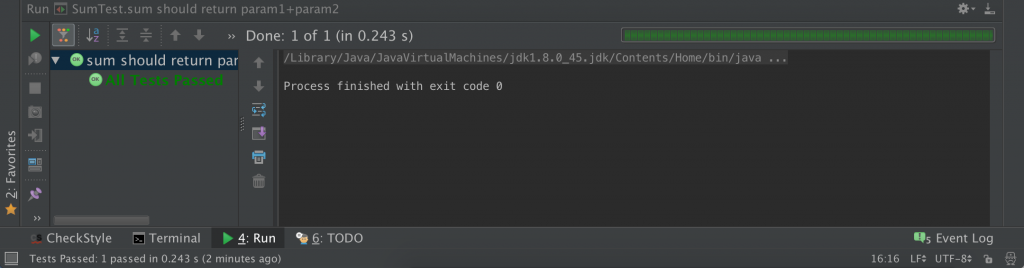 Run SumTest.sum should return param1+param2
Done: 1 of 1 (in 0.243 s)
sum should return par
All Tests Passed
/Library/Java/JavaVirtualMachines/jdk1.8.0_45.jdk/Contents/Home/bin/java ...
Process finished with exit code 0
2: Favorites
CheckStyle Terminal 4: Run 6: TODO 5 Event Log
Tests Passed: 1 passed in 0.243 s (2 minutes ago) 16:16 LF UTF-8